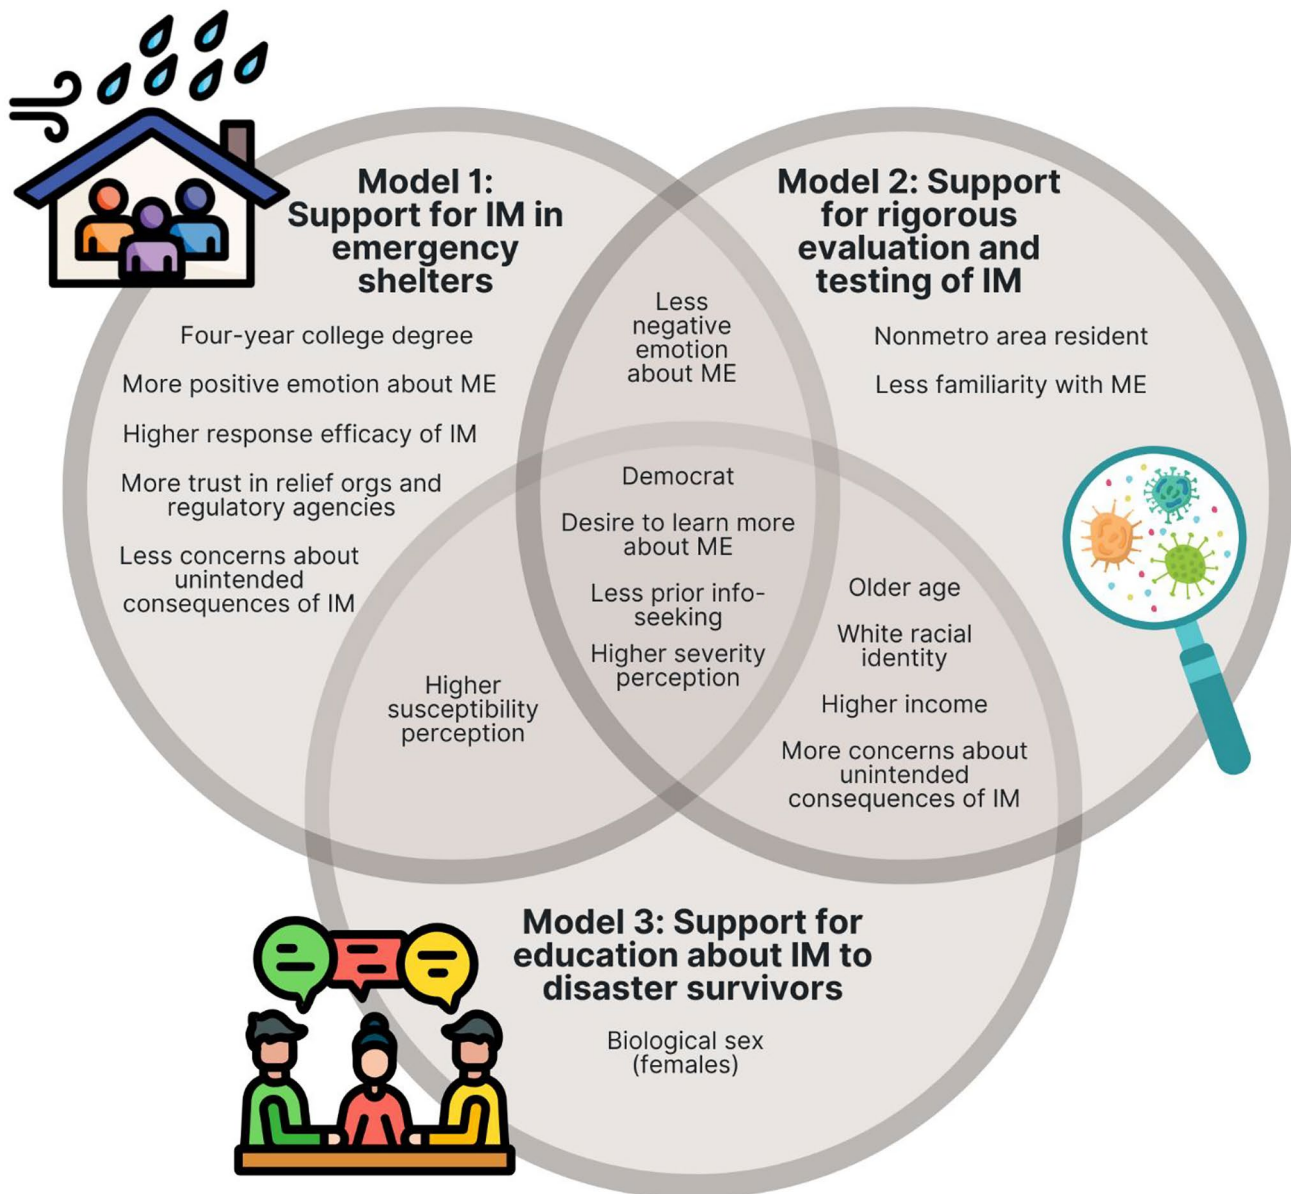 Model 1:
Support for IM in
emergency
shelters
Four-year college degree
More positive emotion about ME
Higher response efficacy of IM
More trust in relief orgs and
regulatory agencies
Less concerns about
unintended
consequences of IM
Less
negative
emotion
about ME
Model 2: Support
for rigorous
evaluation and
testing of IM
Nonmetro area resident
Less familiarity with ME
Democrat
Desire to learn more
about ME
Less prior info-
seeking
Higher severity
perception
Higher
susceptibility
perception
Older age
White racial
identity
Higher income
More concerns about
unintended
consequences of IM
Model 3: Support for
education about IM to
disaster survivors
Biological sex
(females)